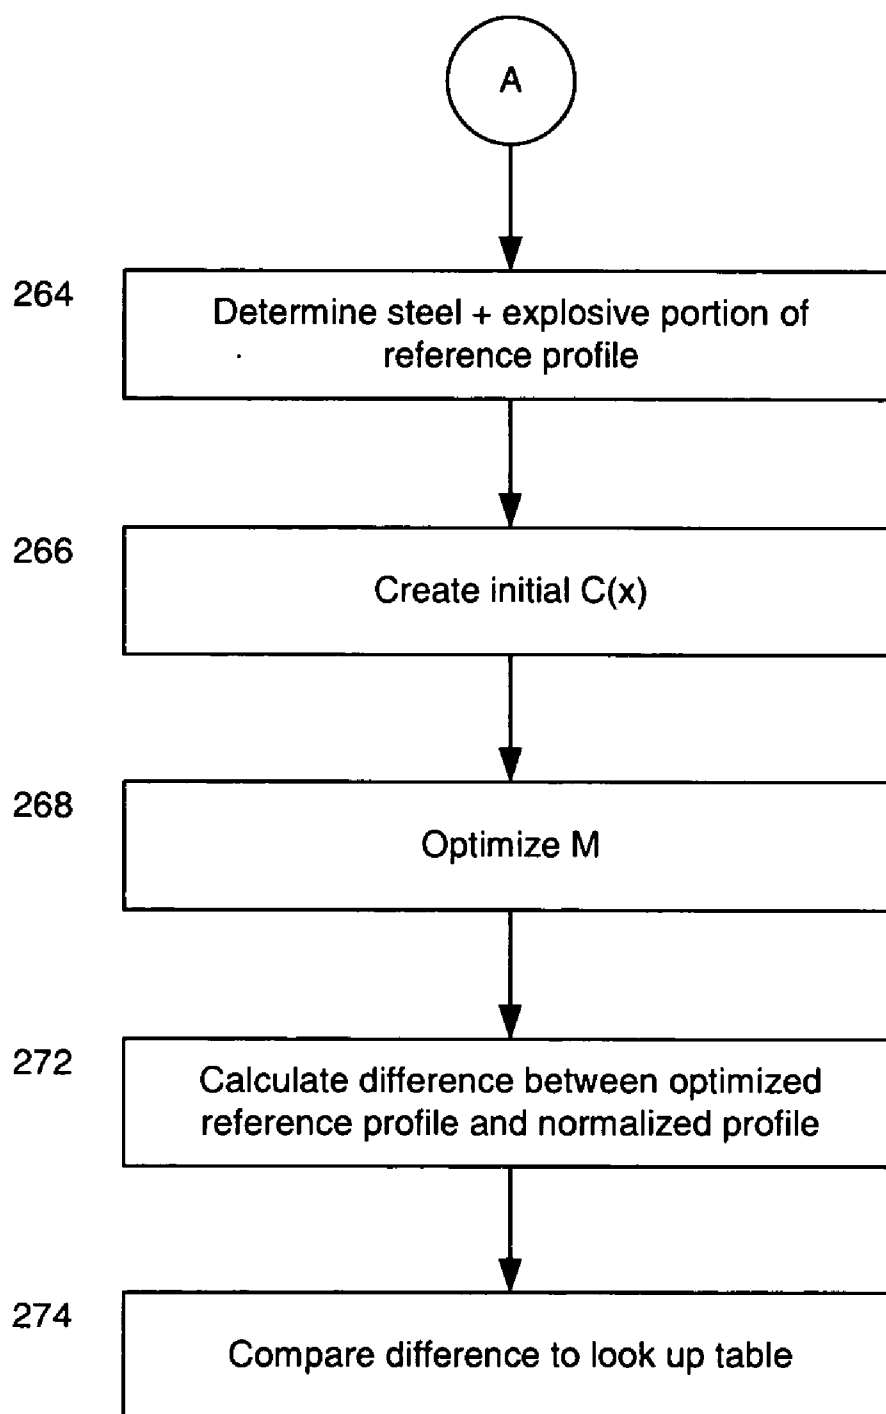 A
264
Determine steel + explosive portion of
reference profile
266
Create initial C(x)
268
Optimize M
272
Calculate difference between optimized
reference profile and normalized profile
274
Compare difference to look up table